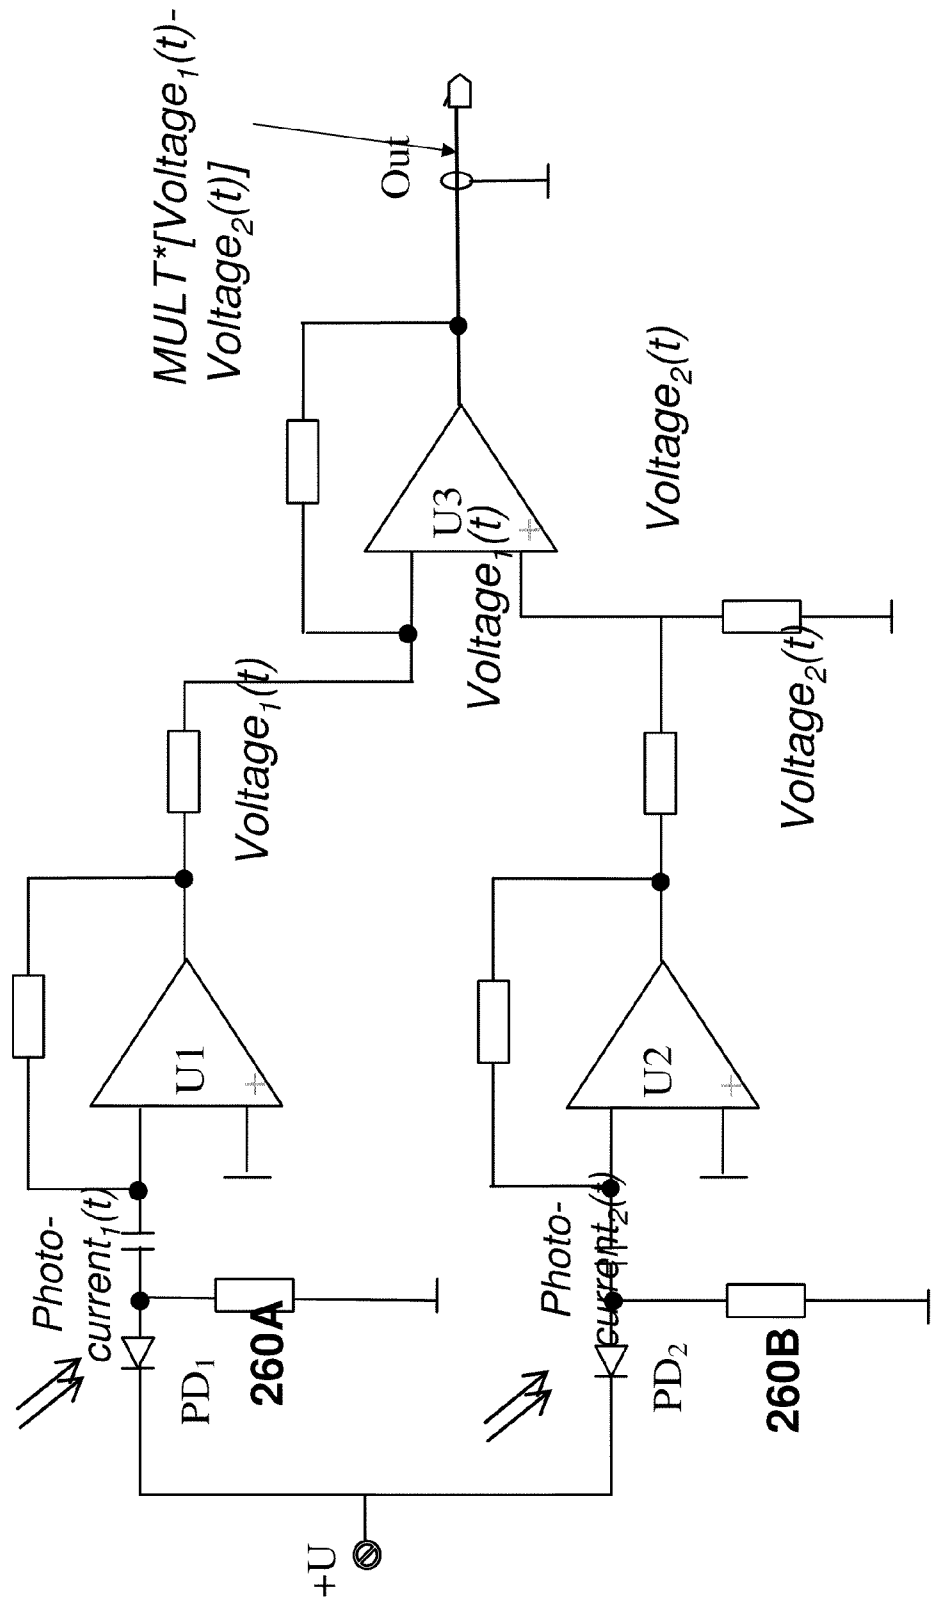 MULT*[Voltage₁(t)-
Voltage₂(t)]
Out
U3
+
Voltage₁(t)
Voltage₂(t)
Voltage₁(t)
Voltage₂(t)
U1
+
U2
+
Photo-
current₁(t)
Photo-
current₂(t)
PD₁
260A
PD₂
260B
+U